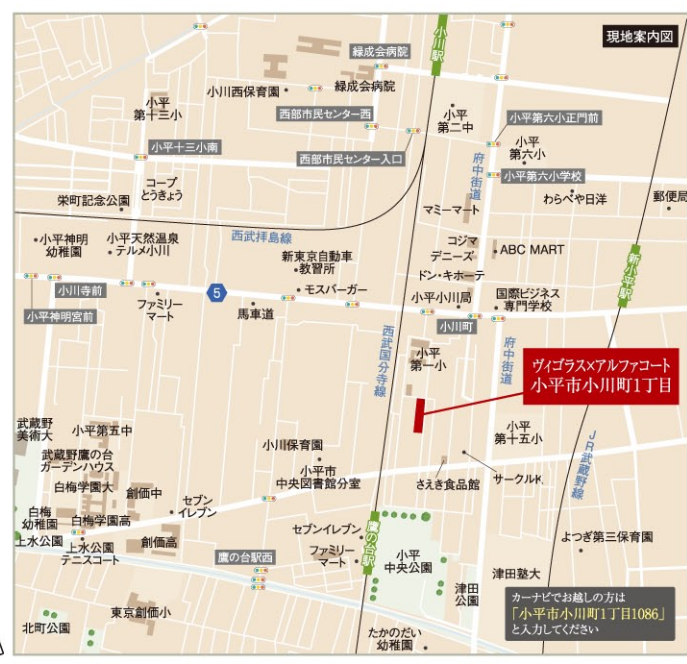 現地案内図
小川駅
緑成会病院
小川西保育園
緑成会病院
小平
第十三小
西部市民センター西
小平
第二中
小平第六小正門前
小平十三小南
西部市民センター入口
小平
第六小
府中街道
小平第六小学校
コープ
とうきょう
わらべや日洋
郵便局
栄町記念公園
マミーマート
西武拝島線
小平神明
幼稚園
小平天然温泉
テルメ小川
コジマ
デニーズ
ABC MART
新小平駅
新東京自動車
教習所
ドン・キホーテ
小川寺前
5
モスバーガー
小平小川局
国際ビジネス
専門学校
ファミリー
マート
馬車道
小平神明宮前
小川町
西武国分寺線
小平
第一小
府中街道
ヴィゴラス×アルファコート
小平市小川町1丁目
武蔵野
美術大
小平第五中
小平
第十五小
JR武蔵野線
武蔵野鷹の台
ガーデンハウス
小川保育園
小平市
中央図書館分室
白梅学園大
創価中
さえき食品館
サークルK
セブン
イレブン
白梅
幼稚園
白梅学園高
上水公園
上水公園
テニスコート
創価高
セブンイレブン
鷹の台駅
鷹の台駅西
ファミリー
マート
小平
中央公園
よつぎ第三保育園
津田
公園
津田塾大
東京創価小
カーナビでお越しの方は
「小平市小川町1丁目1086」
と入力してください
北町公園
たかのだい
幼稚園